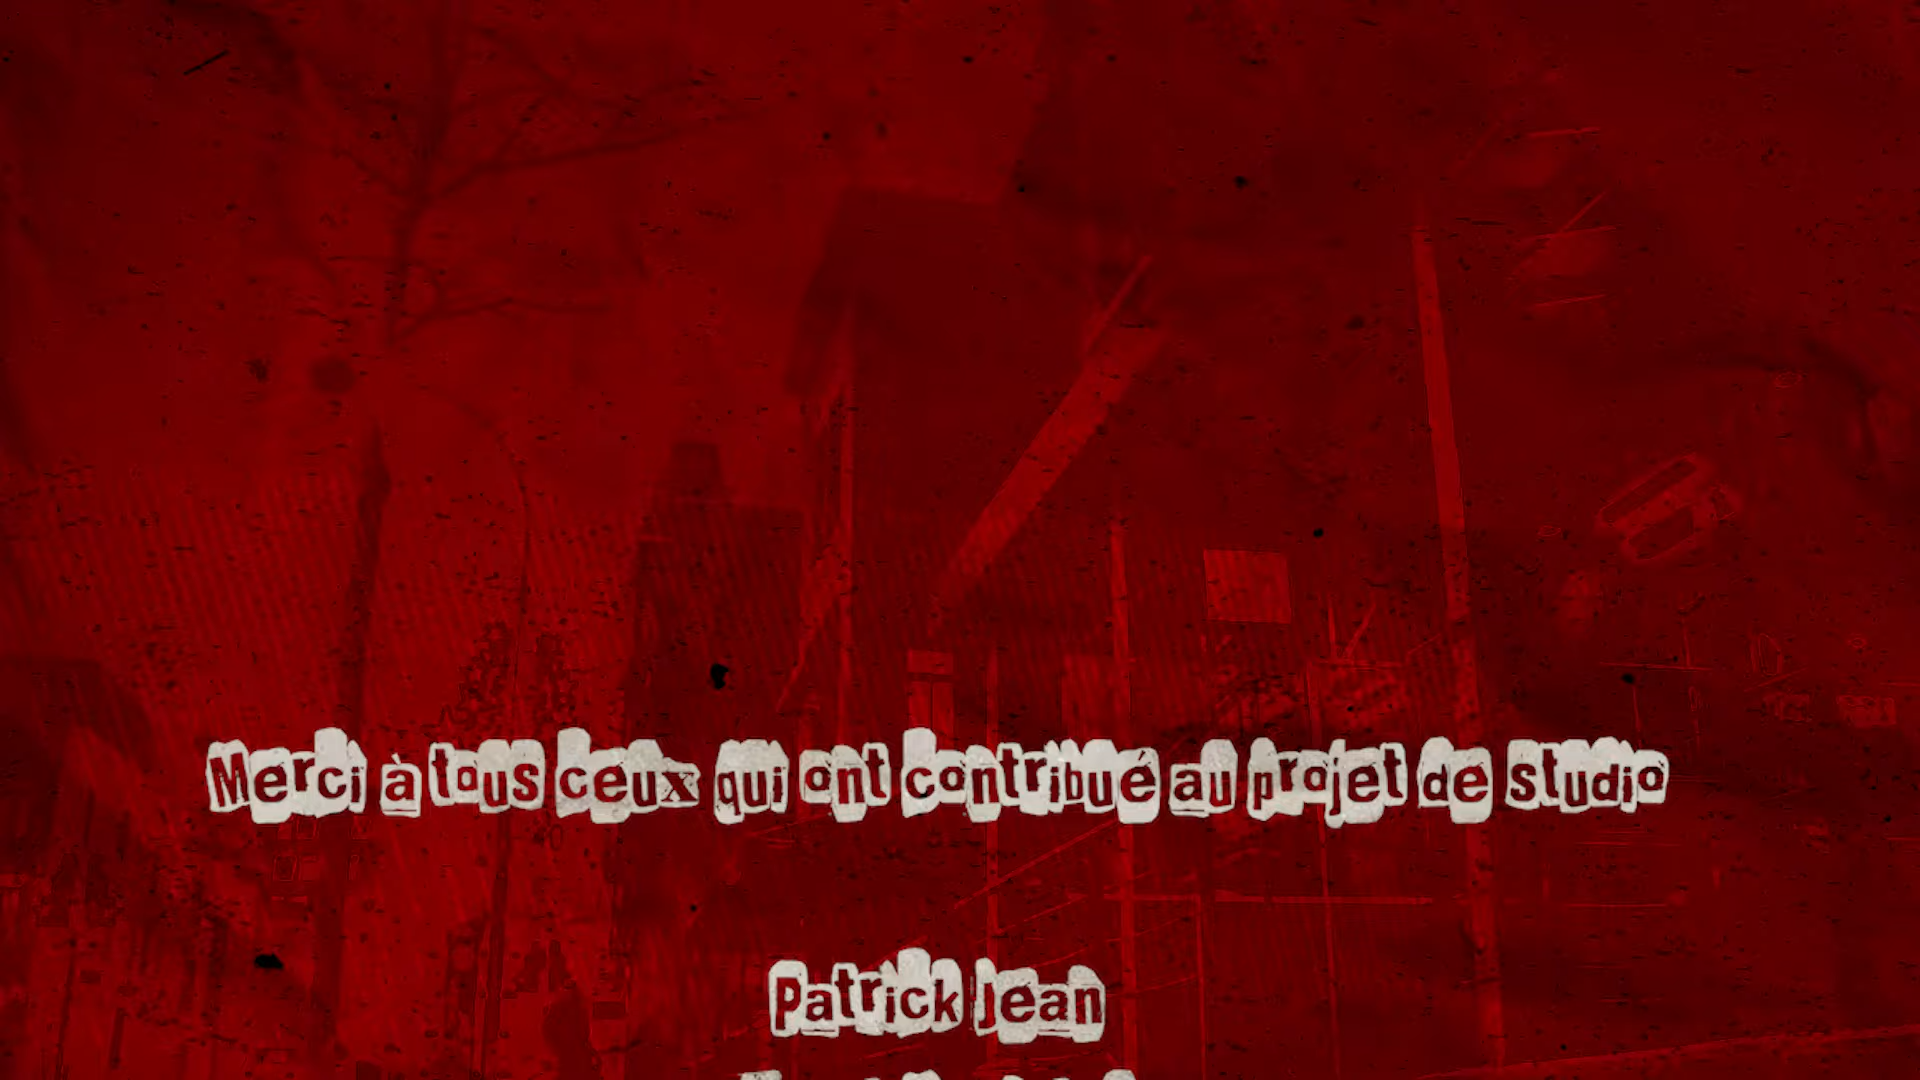 Merci à tous ceux qui ont contribué au projet de studio
Patrick Jean